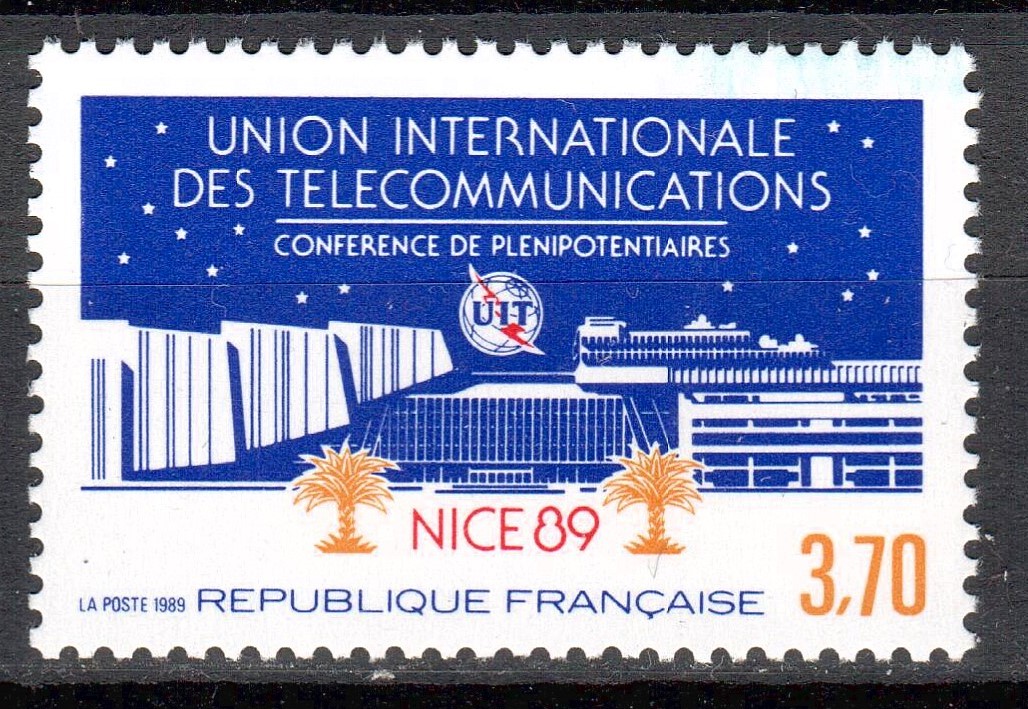 UNION INTERNATIONALE
DES TELECOMMUNICATIONS
CONFERENCE DE PLENIPOTENTIAIRES
UIT
NICE 89
3,70
LA POSTE 1989 REPUBLIQUE FRANÇAISE